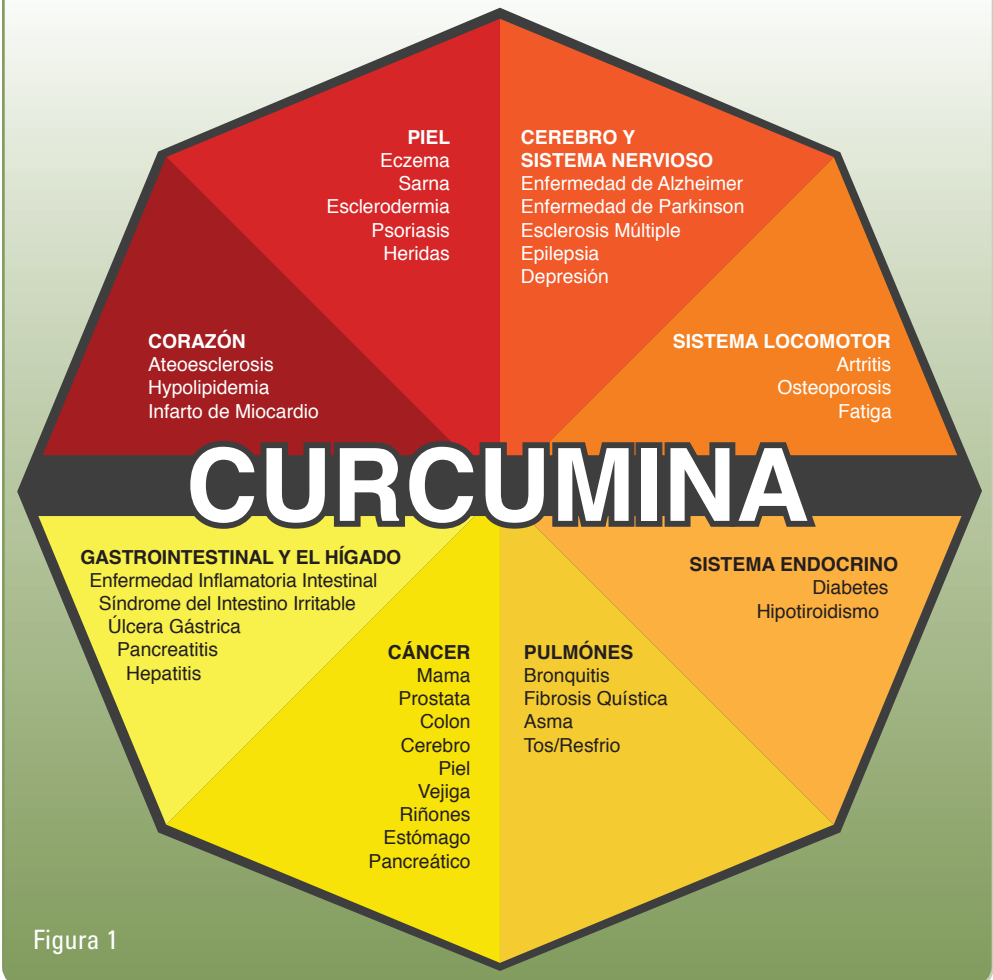 PIEL
Eczema
Sarna
Esclerodermia
Psoriasis
Heridas
CEREBRO Y
SISTEMA NERVIOSO
Enfermedad de Alzheimer
Enfermedad de Parkinson
Esclerosis Múltiple
Epilepsia
Depresión
CORAZÓN
Ateoesclerosis
Hypolipidemia
Infarto de Miocardio
SISTEMA LOCOMOTOR
Artritis
Osteoporosis
Fatiga
CURCUMINA
GASTROINTESTINAL Y EL HÍGADO
Enfermedad Inflamatoria Intestinal
Síndrome del Intestino Irritable
Úlcera Gástrica
Pancreatitis
Hepatitis
CÁNCER
Mama
Prostata
Colon
Cerebro
Piel
Vejiga
Riñones
Estómago
Pancreático
PULMÓNES
Bronquitis
Fibrosis Quística
Asma
Tos/Resfrio
SISTEMA ENDOCRINO
Diabetes
Hipotiroidismo
Figura 1